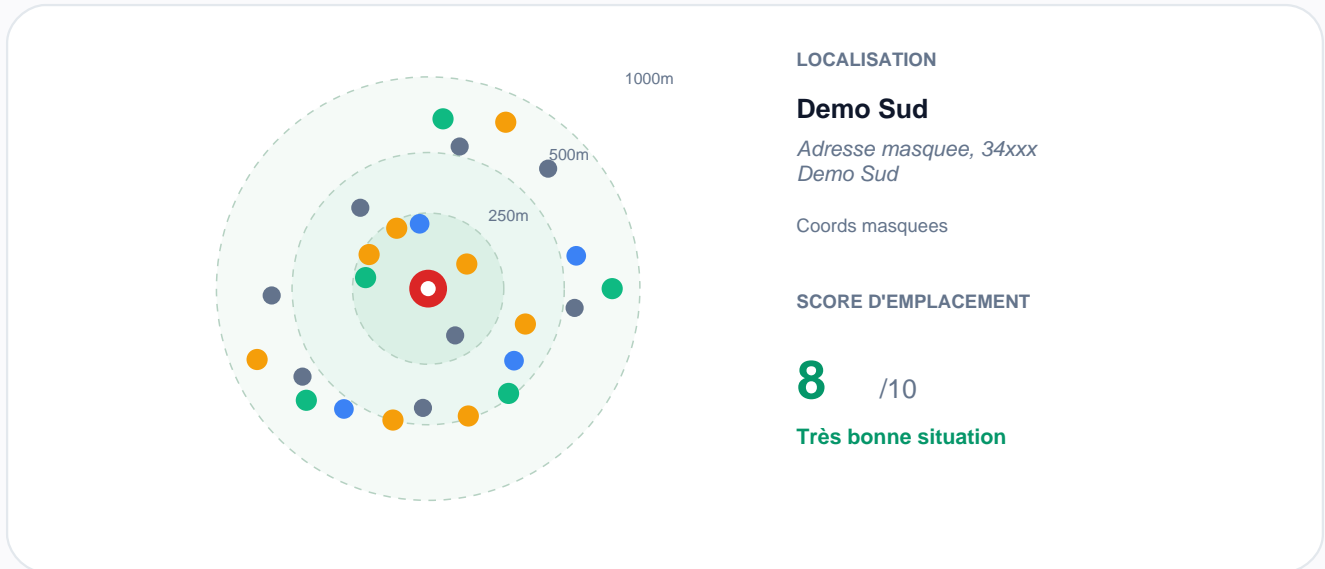 1000m
500m
250m
LOCALISATION
Demo Sud
Adresse masquee, 34xxx
Demo Sud
Coords masquees
SCORE D'EMPLACEMENT
8 /10
Très bonne situation